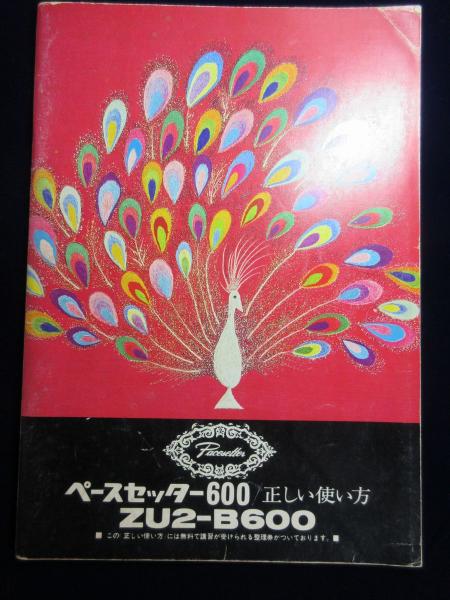 Pacesetter
ペースセッター600/正しい使い方
ZU2-B600
■ この「正しい使い方」には無料で講習が受けられる整理券がついております。■